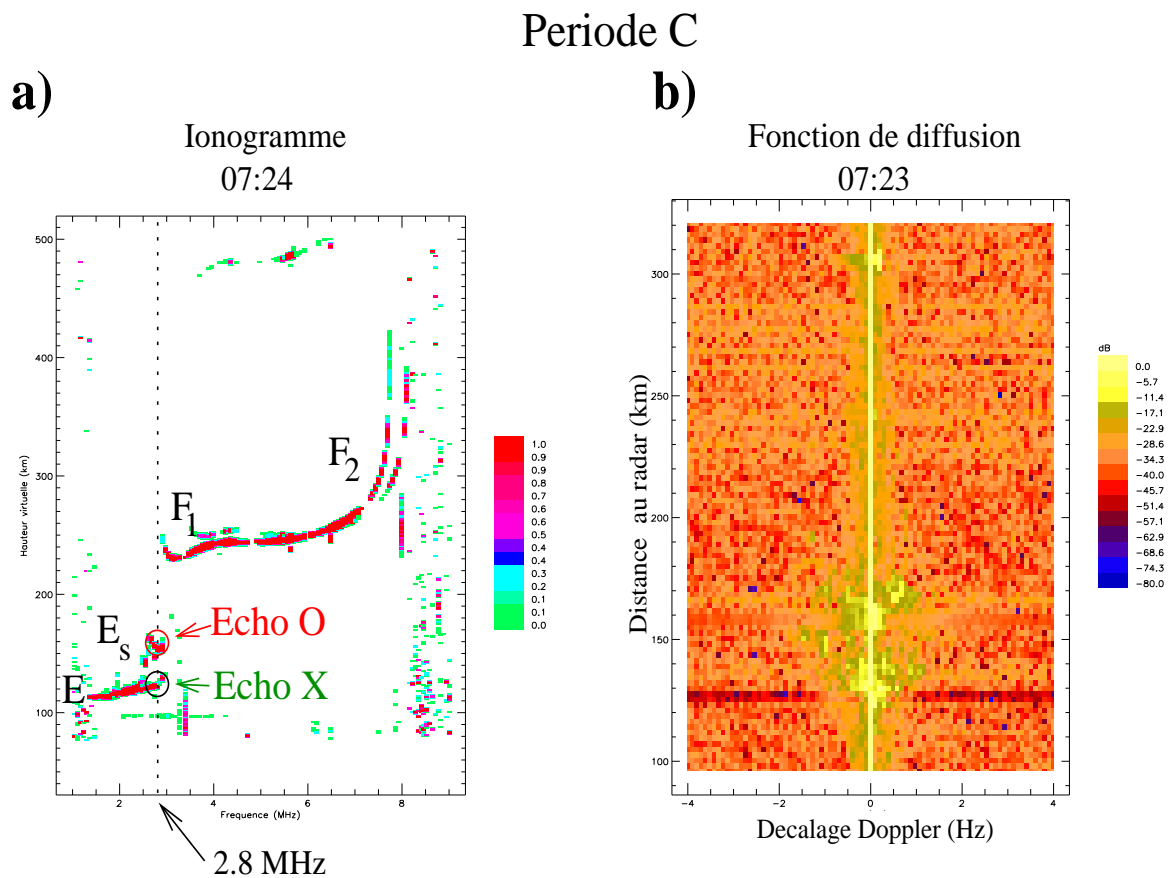 Periode C
a)
Ionogramme
07:24
500
400
300
200
100
2
4
6
8
Hauteur virtuelle (km)
Frequence (MHz)
F2
F1
Es
E
Echo O
Echo X
2.8 MHz
1.0
0.9
0.9
0.8
0.7
0.6
0.5
0.4
0.4
0.3
0.2
0.1
0.1
0.0
b)
Fonction de diffusion
07:23
300
250
200
150
100
-4
-2
0
2
4
Distance au radar (km)
Decalage Doppler (Hz)
dB
0.0
-5.7
-11.4
-17.1
-22.9
-28.6
-34.3
-40.0
-45.7
-51.4
-57.1
-62.9
-68.6
-74.3
-80.0